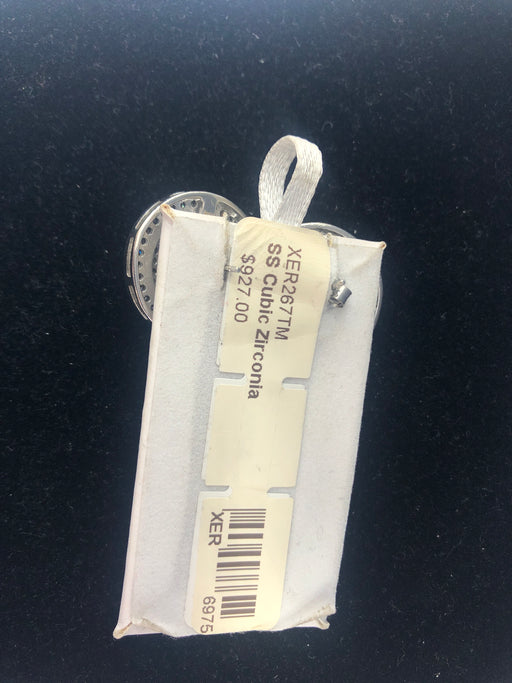 XER267TM
SS Cubic Zirconia
$927.00
XER
6975